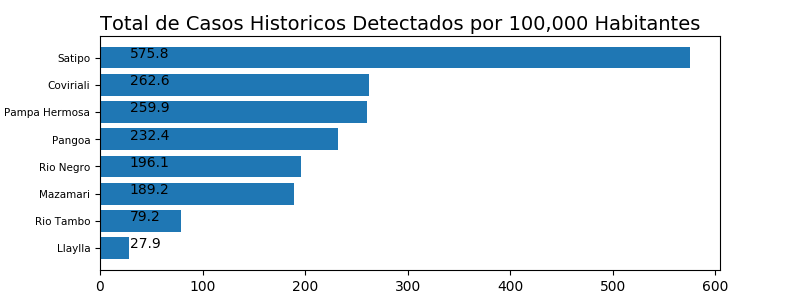 Total de Casos Historicos Detectados por 100,000 Habitantes
Satipo 575.8
Coviriali 262.6
Pampa Hermosa 259.9
Pangoa 232.4
Rio Negro 196.1
Mazamari 189.2
Rio Tambo 79.2
Llaylla 27.9
0 100 200 300 400 500 600